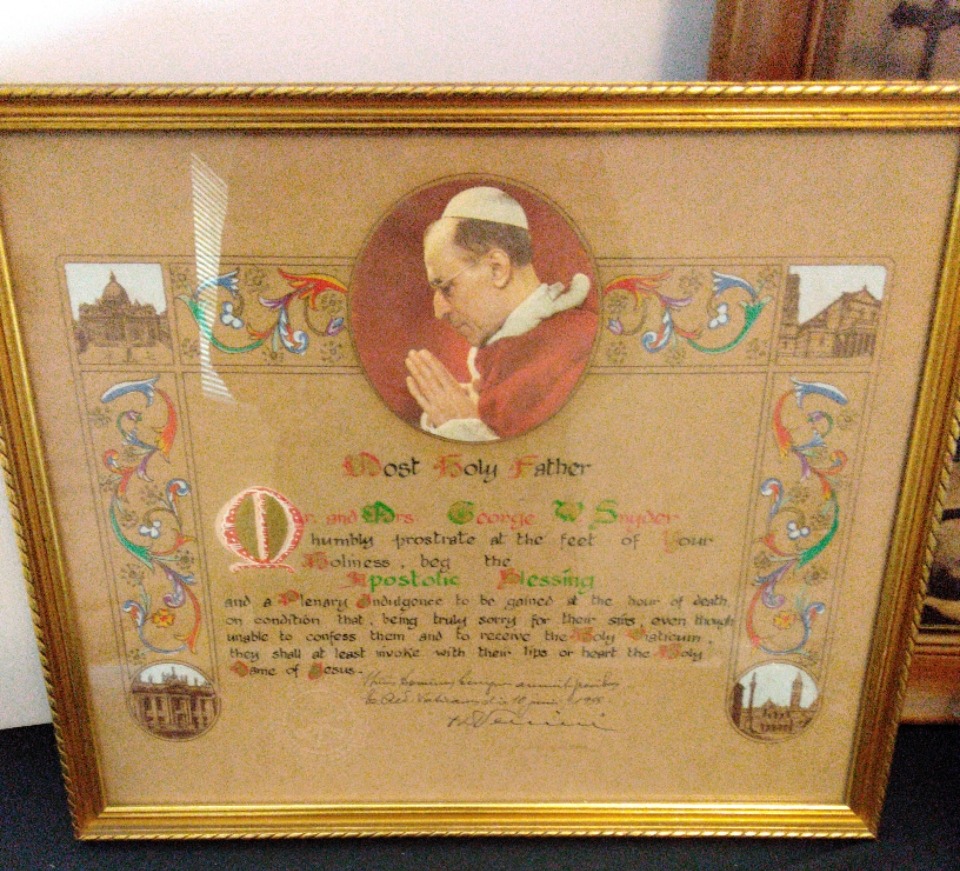 Most Holy Father
Mr. and Mrs. George W. Snyder
humbly prostrate at the feet of Your
Holiness, beg the
Apostolic Blessing
and a Plenary Indulgence to be gained at the hour of death,
on condition that, being truly sorry for their sins, even though
unable to confess them and to receive the Holy Viaticum,
they shall at least invoke with their lips or heart the Holy
Name of Jesus.-